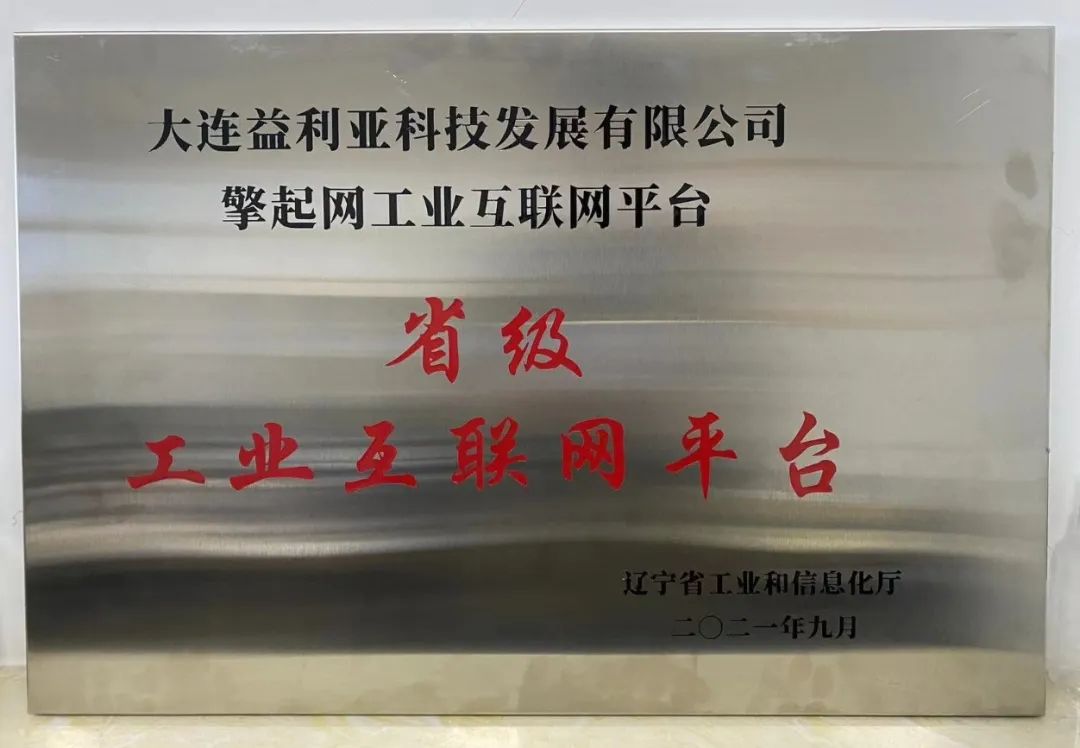 大连益利亚科技发展有限公司
擎起网工业互联网平台
省级
工业互联网平台
辽宁省工业和信息化厅
二〇二一年九月